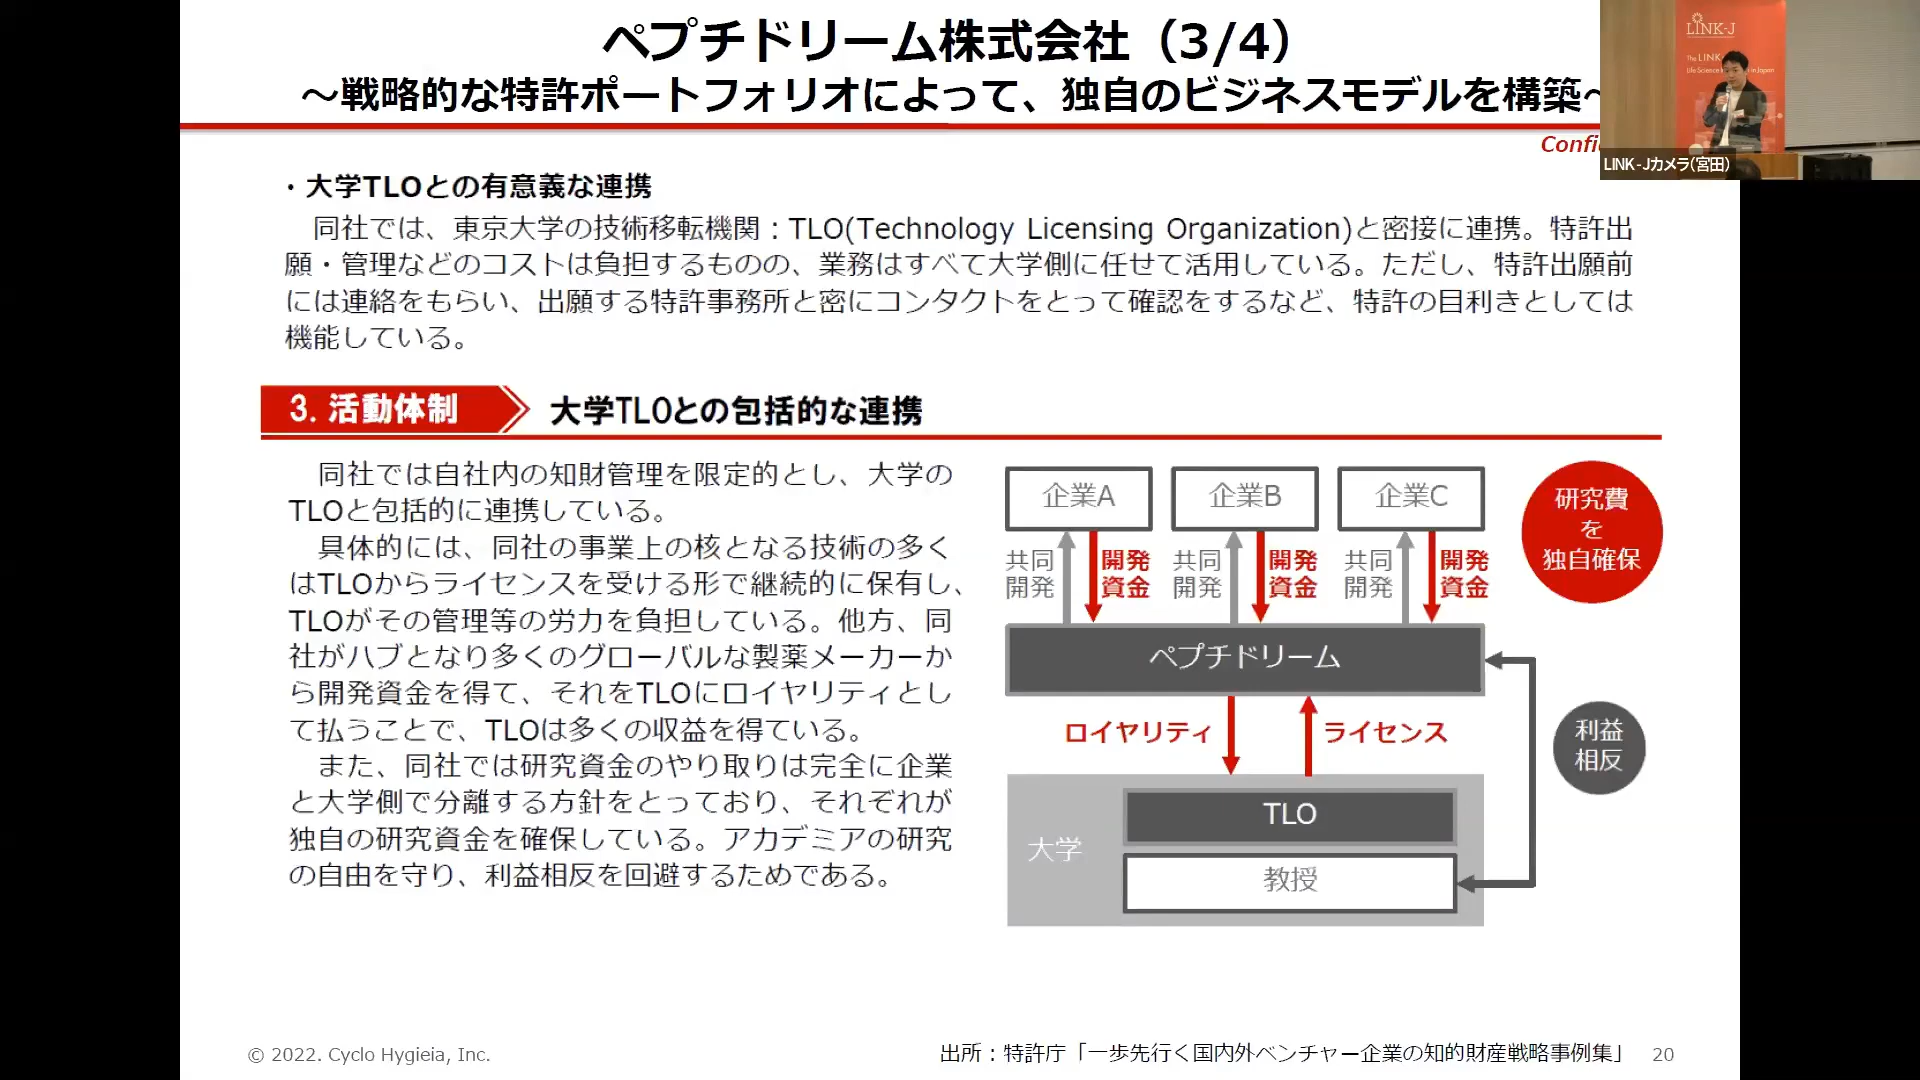 ペプチドリーム株式会社（3/4）
～戦略的な特許ポートフォリオによって、独自のビジネスモデルを構築～
LINK-J
The LINK
Life Science
in Japan
LINK-Jカメラ(宮田)
・大学TLOとの有意義な連携
同社では、東京大学の技術移転機関：TLO(Technology Licensing Organization)と密接に連携。特許出
願・管理などのコストは負担するものの、業務はすべて大学側に任せて活用している。ただし、特許出願前
には連絡をもらい、出願する特許事務所と密にコンタクトをとって確認をするなど、特許の目利きとしては
機能している。
3. 活動体制
大学TLOとの包括的な連携
同社では自社内の知財管理を限定的とし、大学の
TLOと包括的に連携している。
具体的には、同社の事業上の核となる技術の多く
はTLOからライセンスを受ける形で継続的に保有し、
TLOがその管理等の労力を負担している。他方、同
社がハブとなり多くのグローバルな製薬メーカーか
ら開発資金を得て、それをTLOにロイヤリティとし
て払うことで、TLOは多くの収益を得ている。
また、同社では研究資金のやり取りは完全に企業
と大学側で分離する方針をとっており、それぞれが
独自の研究資金を確保している。アカデミアの研究
の自由を守り、利益相反を回避するためである。
企業A
企業B
企業C
共同
開発
開発
資金
共同
開発
開発
資金
共同
開発
開発
資金
研究費
を
独自確保
ペプチドリーム
ロイヤリティ
ライセンス
利益
相反
大学
TLO
教授
© 2022. Cyclo Hygieia, Inc.
出所：特許庁「一歩先行く国内外ベンチャー企業の知的財産戦略事例集」
20